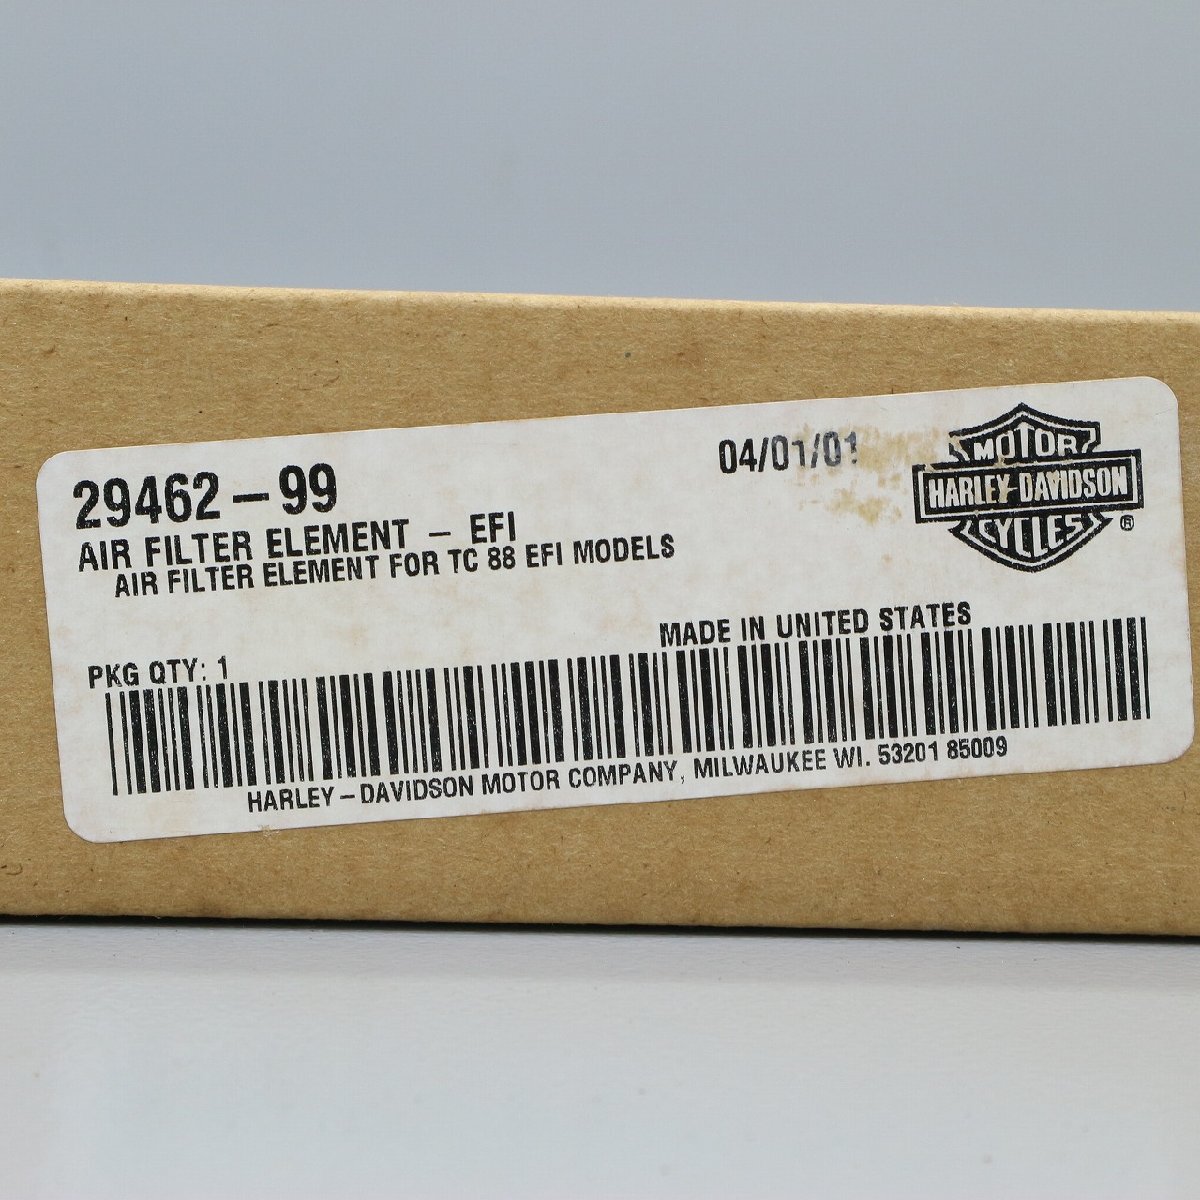 29462-99
04/01/01
AIR FILTER ELEMENT - EFI
AIR FILTER ELEMENT FOR TC 88 EFI MODELS
MOTOR
HARLEY-DAVIDSON
CYCLES
®
MADE IN UNITED STATES
PKG QTY: 1
HARLEY-DAVIDSON MOTOR COMPANY, MILWAUKEE WI. 53201 85009